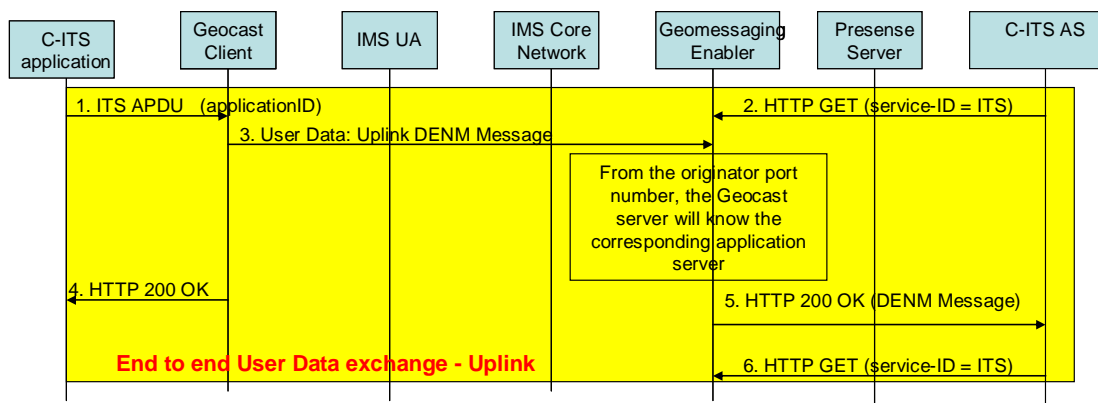 C-ITS
application
Geocast
Client
IMS UA
IMS Core
Network
Geomessaging
Enabler
Presense
Server
C-ITS AS
1. ITS APDU (applicationID)
2. HTTP GET (service-ID = ITS)
3. User Data: Uplink DENM Message
From the originator port
number, the Geocast
server will know the
corresponding application
server
4. HTTP 200 OK
5. HTTP 200 OK (DENM Message)
End to end User Data exchange - Uplink
6. HTTP GET (service-ID = ITS)